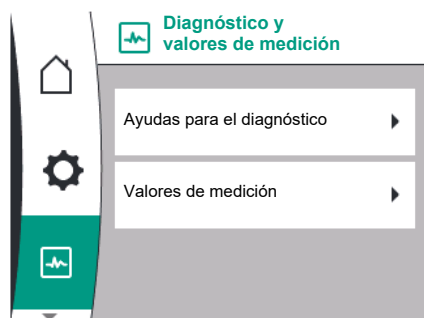 Diagnóstico y
valores de medición
Ayudas para el diagnóstico
Valores de medición